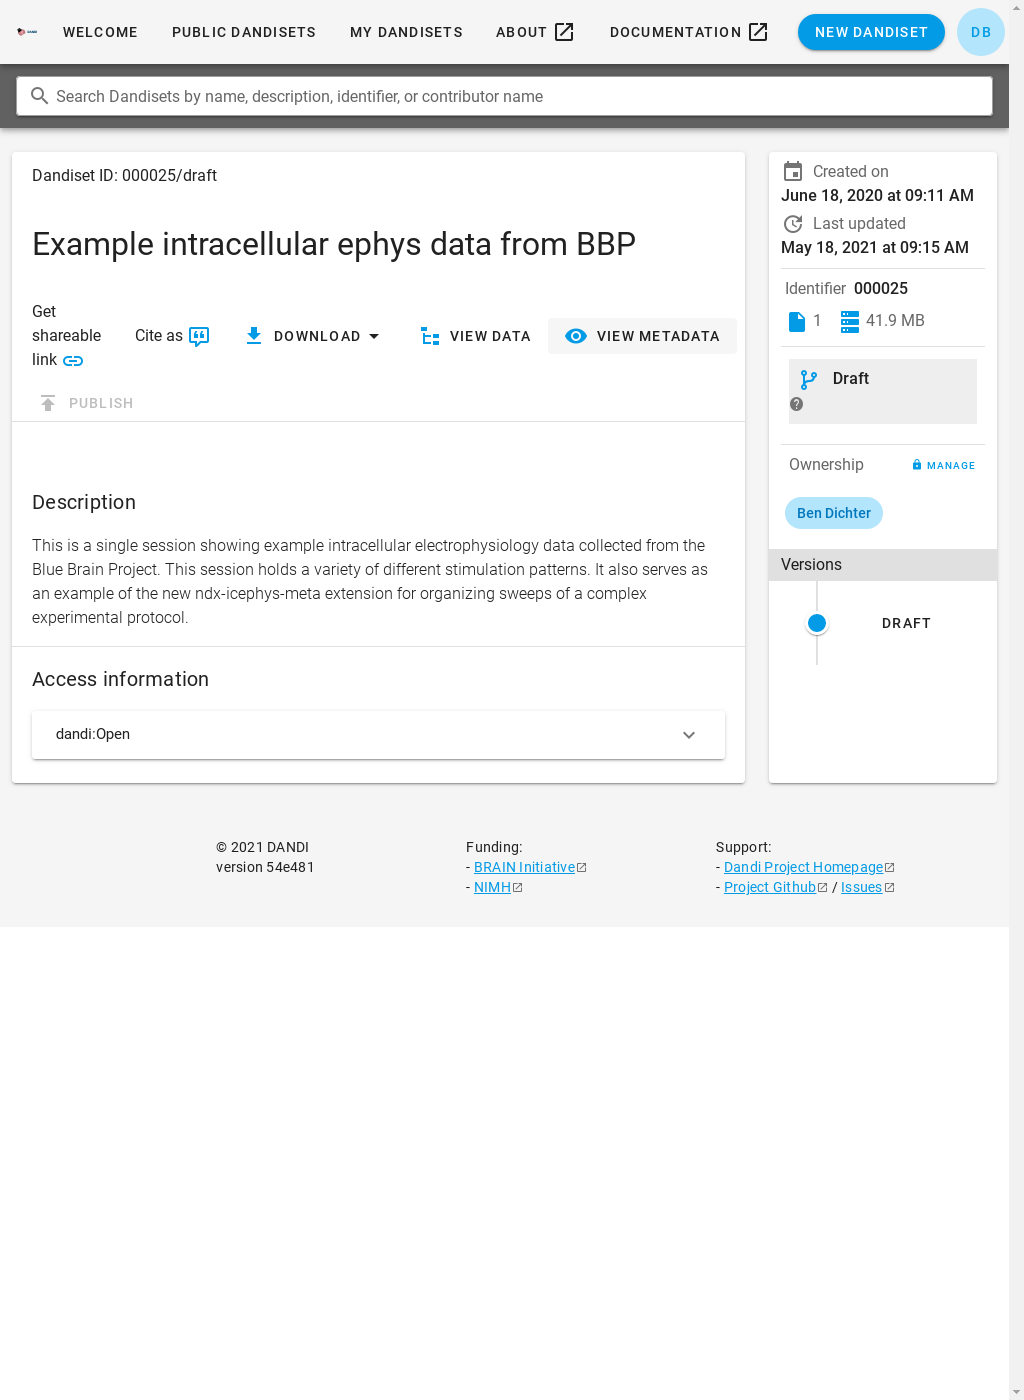 WELCOME PUBLIC DANDISETS MY DANDISETS ABOUT DOCUMENTATION NEW DANDISET DB
Search Dandisets by name, description, identifier, or contributor name
Dandiset ID: 000025/draft
Example intracellular ephys data from BBP
Get
shareable
link
Cite as
DOWNLOAD
VIEW DATA
VIEW METADATA
PUBLISH
Description
This is a single session showing example intracellular electrophysiology data collected from the
Blue Brain Project. This session holds a variety of different stimulation patterns. It also serves as
an example of the new ndx-icephys-meta extension for organizing sweeps of a complex
experimental protocol.
Access information
dandi:Open
Created on
June 18, 2020 at 09:11 AM
Last updated
May 18, 2021 at 09:15 AM
Identifier 000025
1 41.9 MB
Draft
Ownership MANAGE
Ben Dichter
Versions
DRAFT
© 2021 DANDI
version 54e481
Funding:
- BRAIN Initiative
- NIMH
Support:
- Dandi Project Homepage
- Project Github / Issues